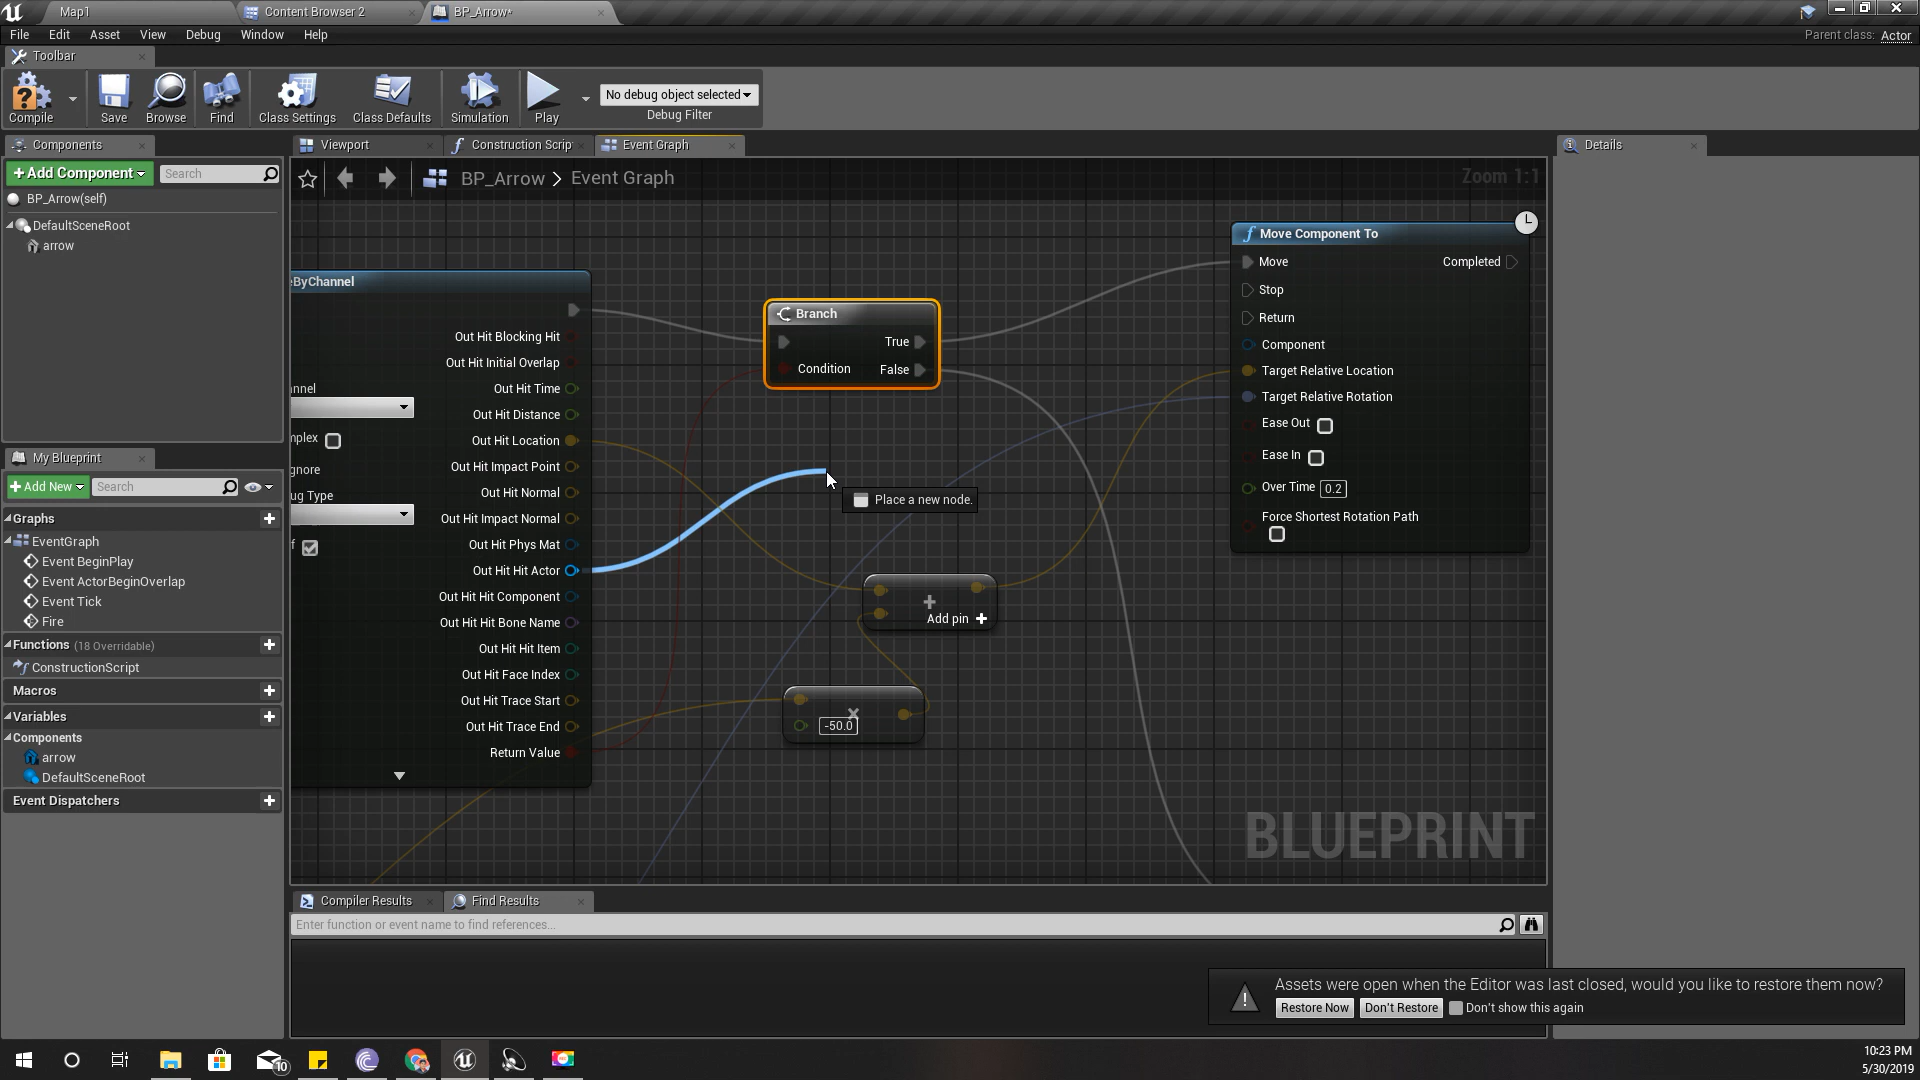 Map1
Content Browser 2
BP_Arrow*
File Edit Asset View Debug Window Help
Parent class: Actor
Toolbar
Compile
Save
Browse
Find
Class Settings
Class Defaults
Simulation
Play
No debug object selected
Debug Filter
Components
+Add Component
Search
BP_Arrow(self)
DefaultSceneRoot
arrow
My Blueprint
+Add New
Search
Graphs
EventGraph
Event BeginPlay
Event ActorBeginOverlap
Event Tick
Fire
Functions (18 Overridable)
ConstructionScript
Macros
Variables
Components
arrow
DefaultSceneRoot
Event Dispatchers
Viewport
Construction Scrip
Event Graph
BP_Arrow > Event Graph
Zoom 1:1
eByChannel
Out Hit Blocking Hit
Out Hit Initial Overlap
Out Hit Time
Out Hit Distance
Out Hit Location
Out Hit Impact Point
Out Hit Normal
Out Hit Impact Normal
Out Hit Phys Mat
Out Hit Hit Actor
Out Hit Hit Component
Out Hit Hit Bone Name
Out Hit Hit Item
Out Hit Face Index
Out Hit Trace Start
Out Hit Trace End
Return Value
annel
mplex
gnore
ug Type
f
Branch
True
Condition
False
Place a new node.
+
Add pin +
x
-50.0
f Move Component To
Move
Completed
Stop
Return
Component
Target Relative Location
Target Relative Rotation
Ease Out
Ease In
Over Time 0.2
Force Shortest Rotation Path
BLUEPRINT
Compiler Results
Find Results
Enter function or event name to find references...
Details
Assets were open when the Editor was last closed, would you like to restore them now?
Restore Now
Don't Restore
Don't show this again
10
10:23 PM
5/30/2019